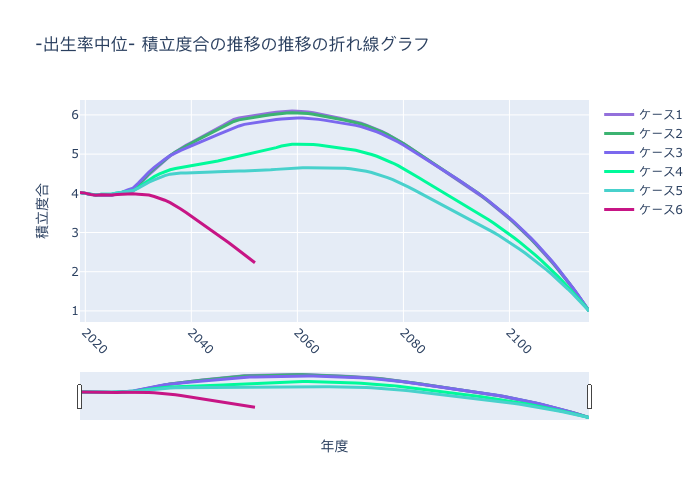 -出生率中位- 積立度合の推移の推移の折れ線グラフ
ケース1
ケース2
ケース3
ケース4
ケース5
ケース6
積立度合
6
5
4
3
2
1
2020
2040
2060
2080
2100
年度